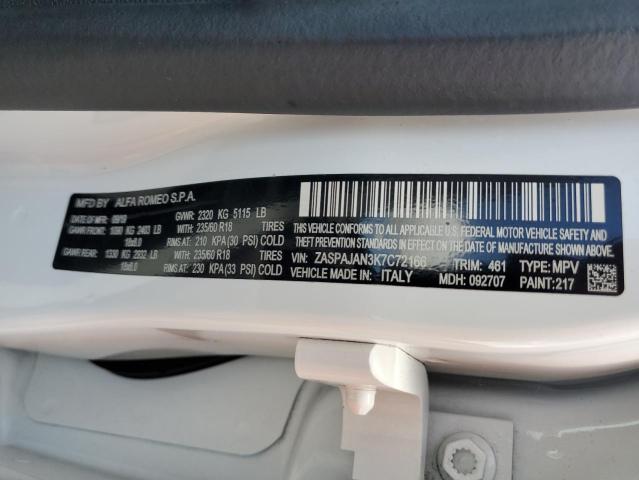 MFD BY ALFA ROMEO S.P.A.
DATE OF MFR: 09/19 GVWR: 2320 KG 5115 LB
GAWR FRONT: 1090 KG 2403 LB 235/60 R18 TIRES
18x8.0 RIMS AT: 210 KPA(30 PSI) COLD
GAWR REAR: 1330 KG 2932 LB 235/60 R18 TIRES
18x8.0 RIMS AT: 230 KPA (33 PSI) COLD
THIS VEHICLE CONFORMS TO ALL APPLICABLE U.S. FEDERAL MOTOR VEHICLE SAFETY AND
THEFT PREVENTION STANDARDS IN EFFECT ON THE DATE OF MANUFACTURE SHOWN ABOVE.
VIN: ZASPAJAN3K7C72166 TRIM: 461 TYPE: MPV
VEHICLE MADE IN: ITALY MDH: 092707 PAINT:217